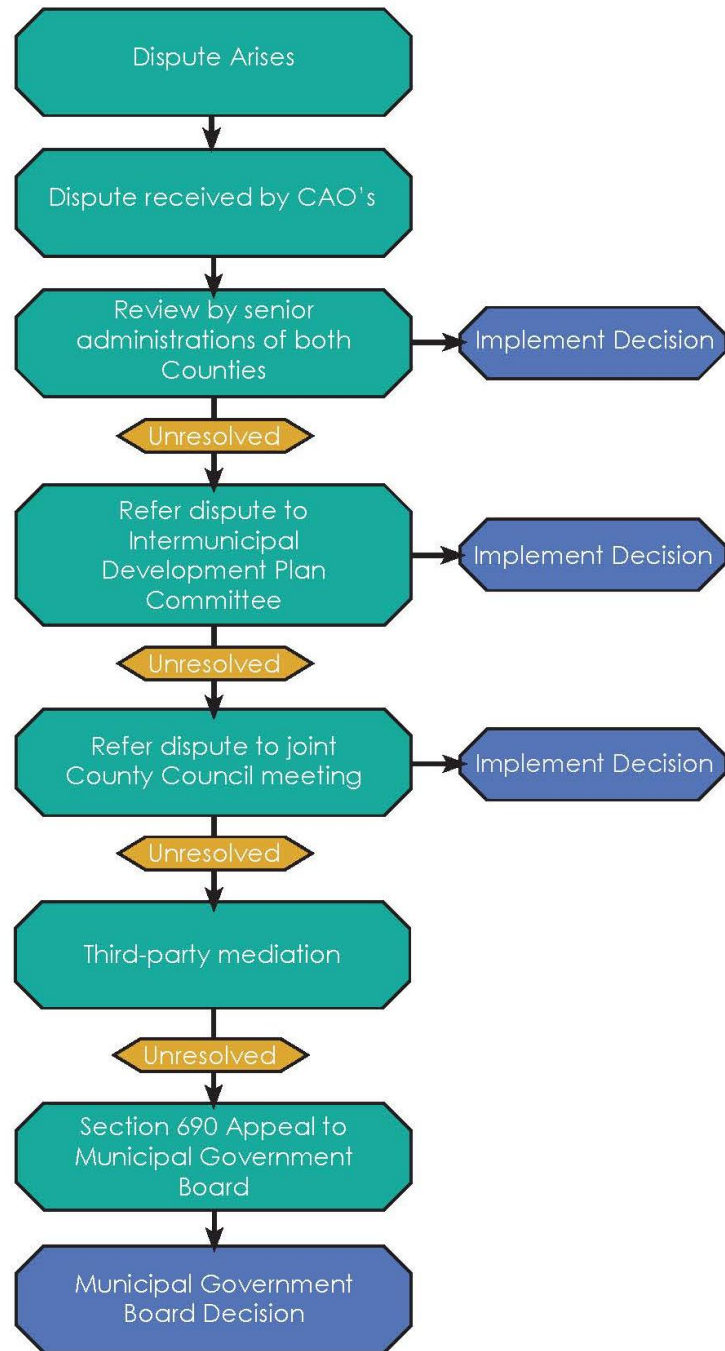 Dispute Arises
Dispute received by CAO's
Review by senior
administrations of both
Counties
Implement Decision
Unresolved
Refer dispute to
Intermunicipal
Development Plan
Committee
Implement Decision
Unresolved
Refer dispute to joint
County Council meeting
Implement Decision
Unresolved
Third-party mediation
Unresolved
Section 690 Appeal to
Municipal Government
Board
Municipal Government
Board Decision